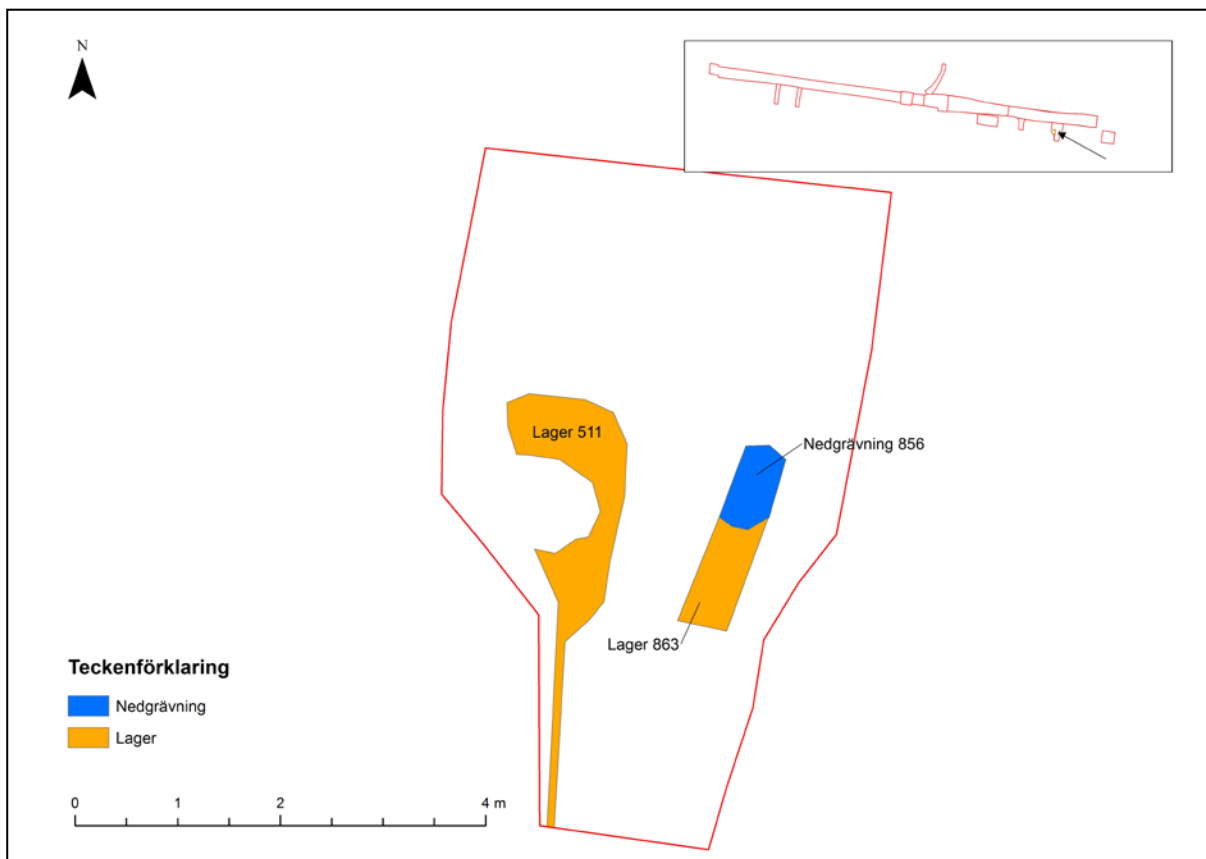 N
Lager 511
Nedgrävning 856
Lager 863
Teckenförklaring
Nedgrävning
Lager
0 1 2 4 m